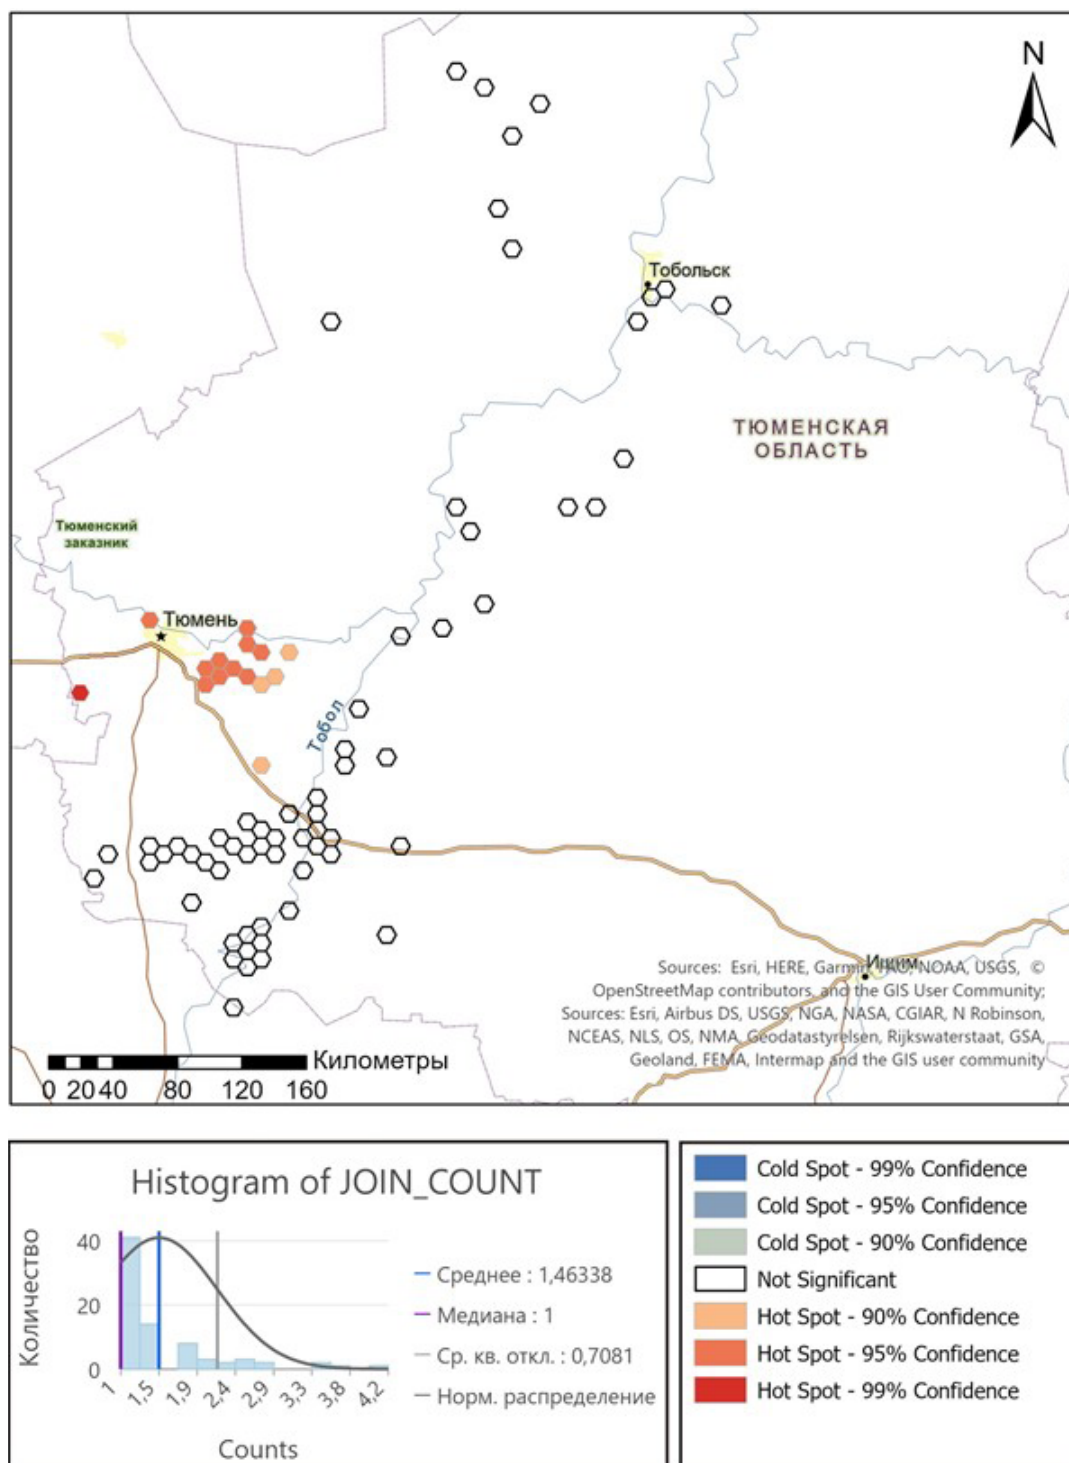 N
Тобольск
ТЮМЕНСКАЯ
ОБЛАСТЬ
Тюменский
заказник
Тюмень
Тобол
Ишим
Sources: Esri, HERE, Garmin, FAO, NOAA, USGS, ©
OpenStreetMap contributors, and the GIS User Community;
Sources: Esri, Airbus DS, USGS, NGA, NASA, CGIAR, N Robinson,
NCEAS, NLS, OS, NMA, Geodatastyrelsen, Rijkswaterstaat, GSA,
Geoland, FEMA, Intermap and the GIS user community
Километры
0 20 40 80 120 160
Histogram of JOIN_COUNT
Количество
40
20
0
1 1,5 1,9 2,4 2,9 3,3 3,8 4,2
Counts
Среднее : 1,46338
Медиана : 1
Ср. кв. откл. : 0,7081
Норм. распределение
Cold Spot - 99% Confidence
Cold Spot - 95% Confidence
Cold Spot - 90% Confidence
Not Significant
Hot Spot - 90% Confidence
Hot Spot - 95% Confidence
Hot Spot - 99% Confidence